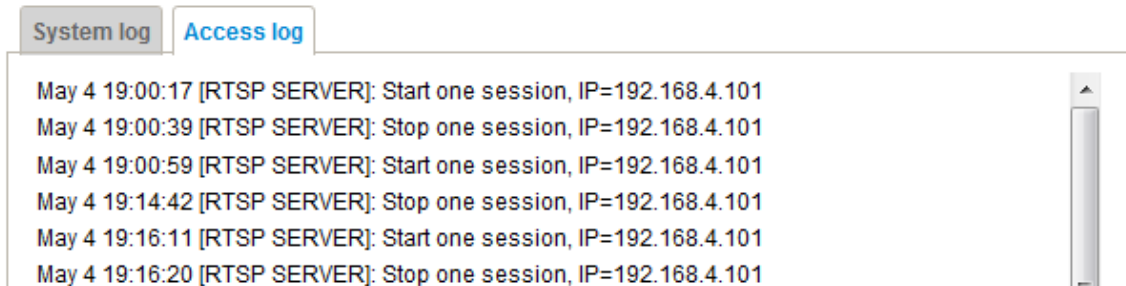 System log Access log
May 4 19:00:17 [RTSP SERVER]: Start one session, IP=192.168.4.101
May 4 19:00:39 [RTSP SERVER]: Stop one session, IP=192.168.4.101
May 4 19:00:59 [RTSP SERVER]: Start one session, IP=192.168.4.101
May 4 19:14:42 [RTSP SERVER]: Stop one session, IP=192.168.4.101
May 4 19:16:11 [RTSP SERVER]: Start one session, IP=192.168.4.101
May 4 19:16:20 [RTSP SERVER]: Stop one session, IP=192.168.4.101